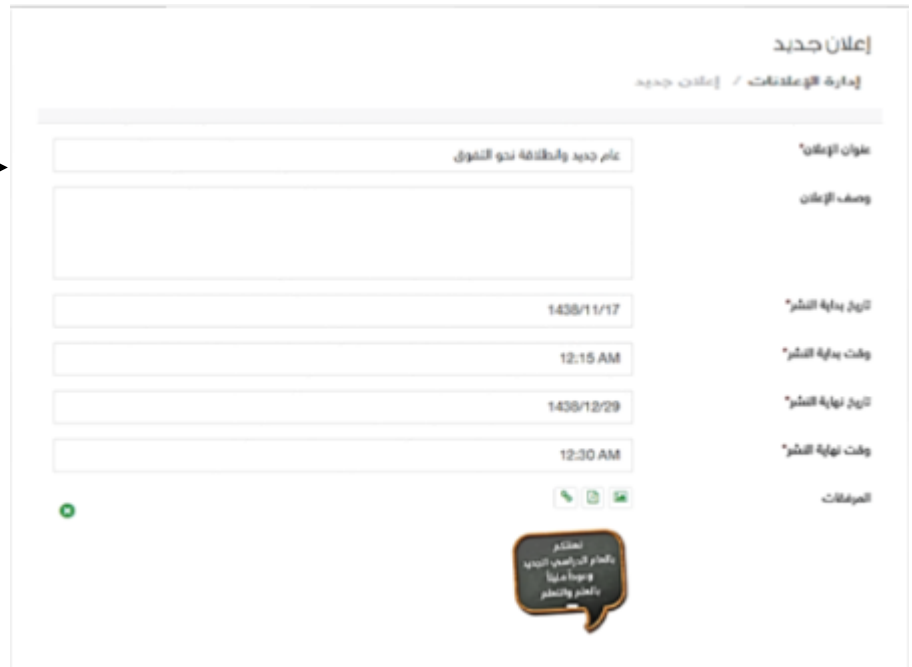 إعلان جديد
إدارة الإعلانات / إعلان جديد
عنوان الإعلان*
عام جديد وانطلاقة نحو التفوق
وصف الإعلان
تاريخ بداية النشر*
1438/11/17
وقت بداية النشر*
12:15 AM
تاريخ نهاية النشر*
1438/12/29
وقت نهاية النشر*
12:30 AM
المرفقات
نهنئكم
بالعام الدراسي الجديد
وعوداً مليئاً
بالعلم والتعلم